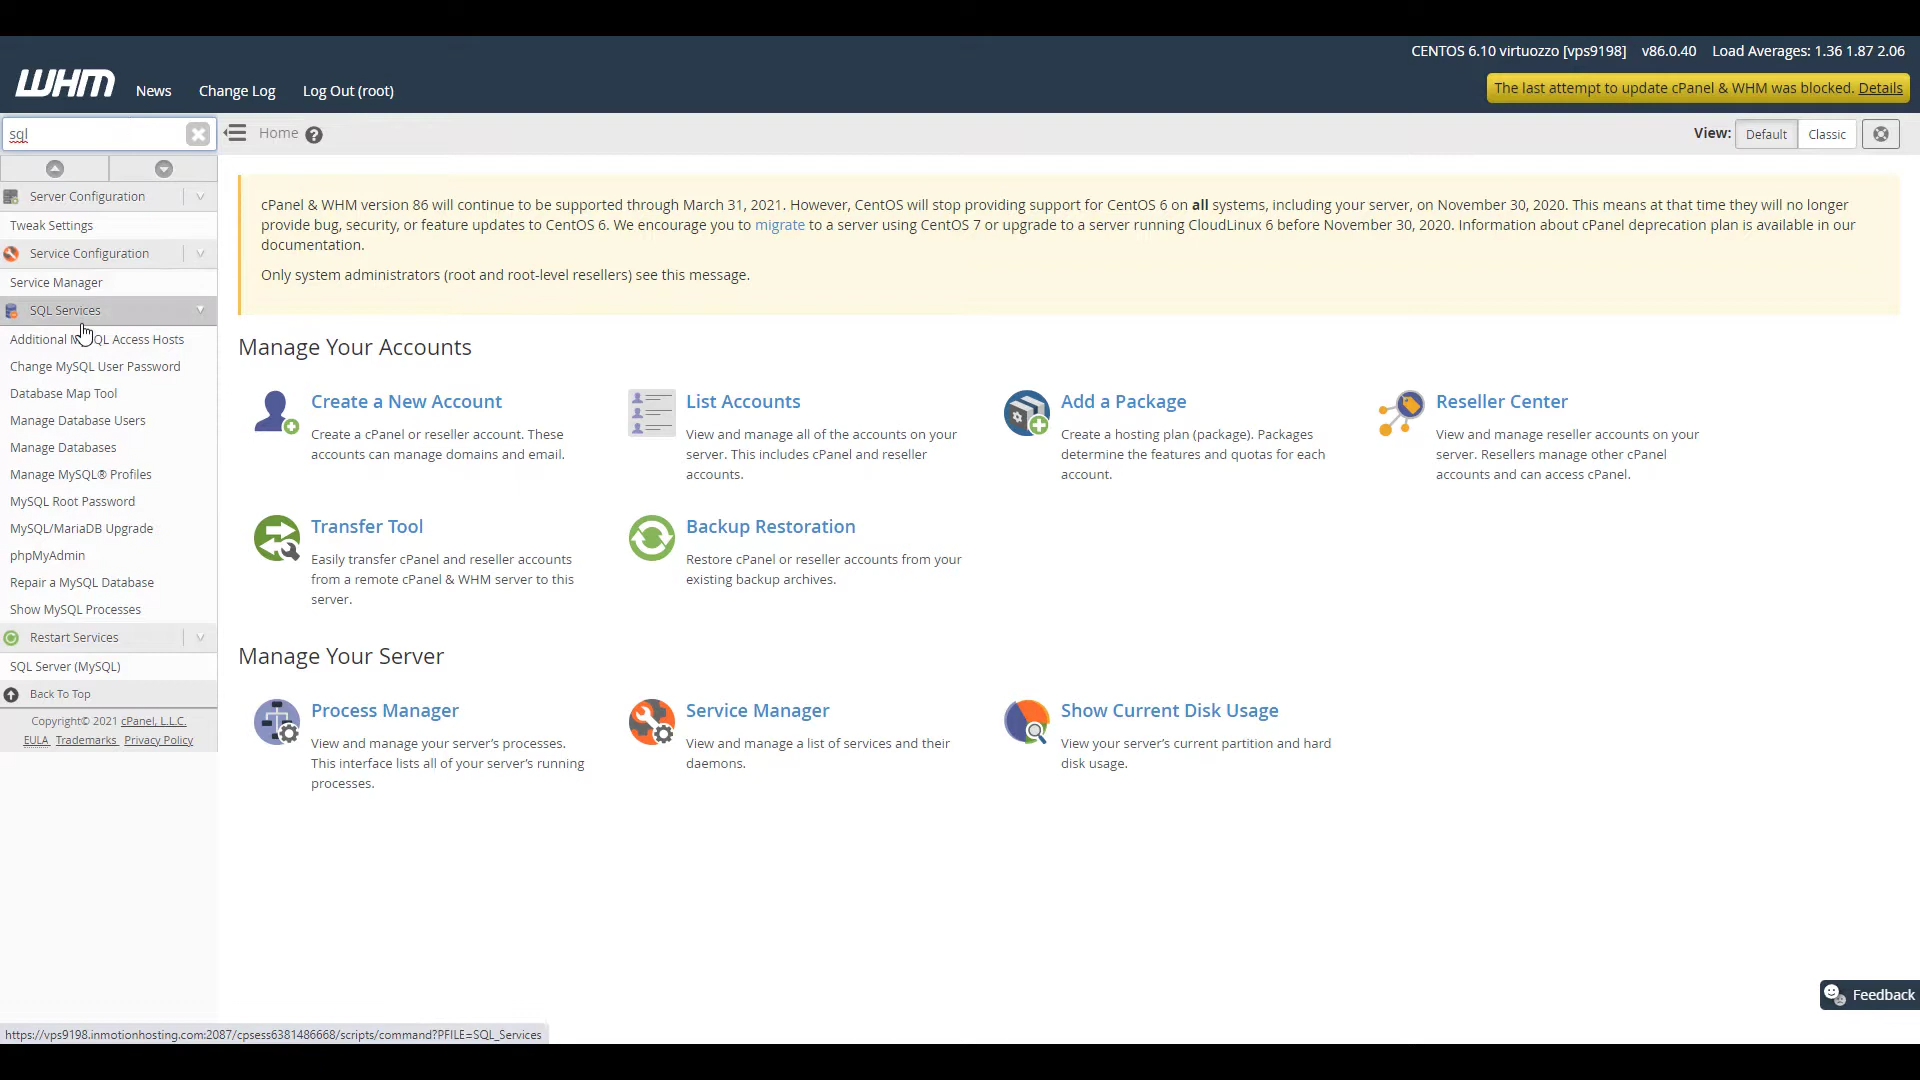 CENTOS 6.10 virtuozzo [vps9198] v86.0.40 Load Averages: 1.36 1.87 2.06
WHM News Change Log Log Out (root)
The last attempt to update cPanel & WHM was blocked. Details
sql
Home
View: Default Classic
Server Configuration
Tweak Settings
Service Configuration
Service Manager
SQL Services
Additional MySQL Access Hosts
Change MySQL User Password
Database Map Tool
Manage Database Users
Manage Databases
Manage MySQL® Profiles
MySQL Root Password
MySQL/MariaDB Upgrade
phpMyAdmin
Repair a MySQL Database
Show MySQL Processes
Restart Services
SQL Server (MySQL)
Back To Top
Copyright© 2021 cPanel, L.L.C.
EULA Trademarks Privacy Policy
cPanel & WHM version 86 will continue to be supported through March 31, 2021. However, CentOS will stop providing support for CentOS 6 on all systems, including your server, on November 30, 2020. This means at that time they will no longer
provide bug, security, or feature updates to CentOS 6. We encourage you to migrate to a server using CentOS 7 or upgrade to a server running CloudLinux 6 before November 30, 2020. Information about cPanel deprecation plan is available in our
documentation.
Only system administrators (root and root-level resellers) see this message.
Manage Your Accounts
Create a New Account
Create a cPanel or reseller account. These
accounts can manage domains and email.
List Accounts
View and manage all of the accounts on your
server. This includes cPanel and reseller
accounts.
Add a Package
Create a hosting plan (package). Packages
determine the features and quotas for each
account.
Reseller Center
View and manage reseller accounts on your
server. Resellers manage other cPanel
accounts and can access cPanel.
Transfer Tool
Easily transfer cPanel and reseller accounts
from a remote cPanel & WHM server to this
server.
Backup Restoration
Restore cPanel or reseller accounts from your
existing backup archives.
Manage Your Server
Process Manager
View and manage your server's processes.
This interface lists all of your server's running
processes.
Service Manager
View and manage a list of services and their
daemons.
Show Current Disk Usage
View your server's current partition and hard
disk usage.
Feedback
https://vps9198.inmotionhosting.com:2087/cpsess6381486668/scripts/command?PFILE=SQL_Services